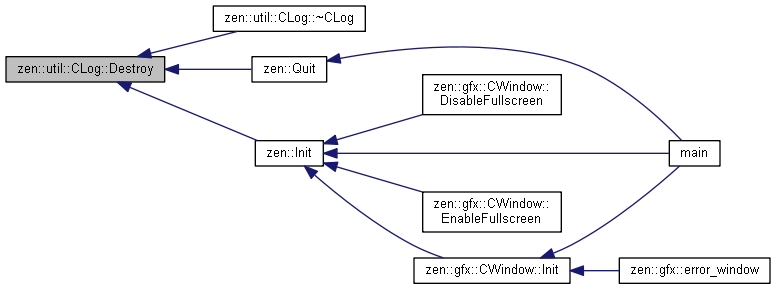 zen::util::CLog::~CLog
zen::util::CLog::Destroy
zen::Quit
zen::gfx::CWindow::
DisableFullscreen
zen::Init
main
zen::gfx::CWindow::
EnableFullscreen
zen::gfx::CWindow::Init
zen::gfx::error_window